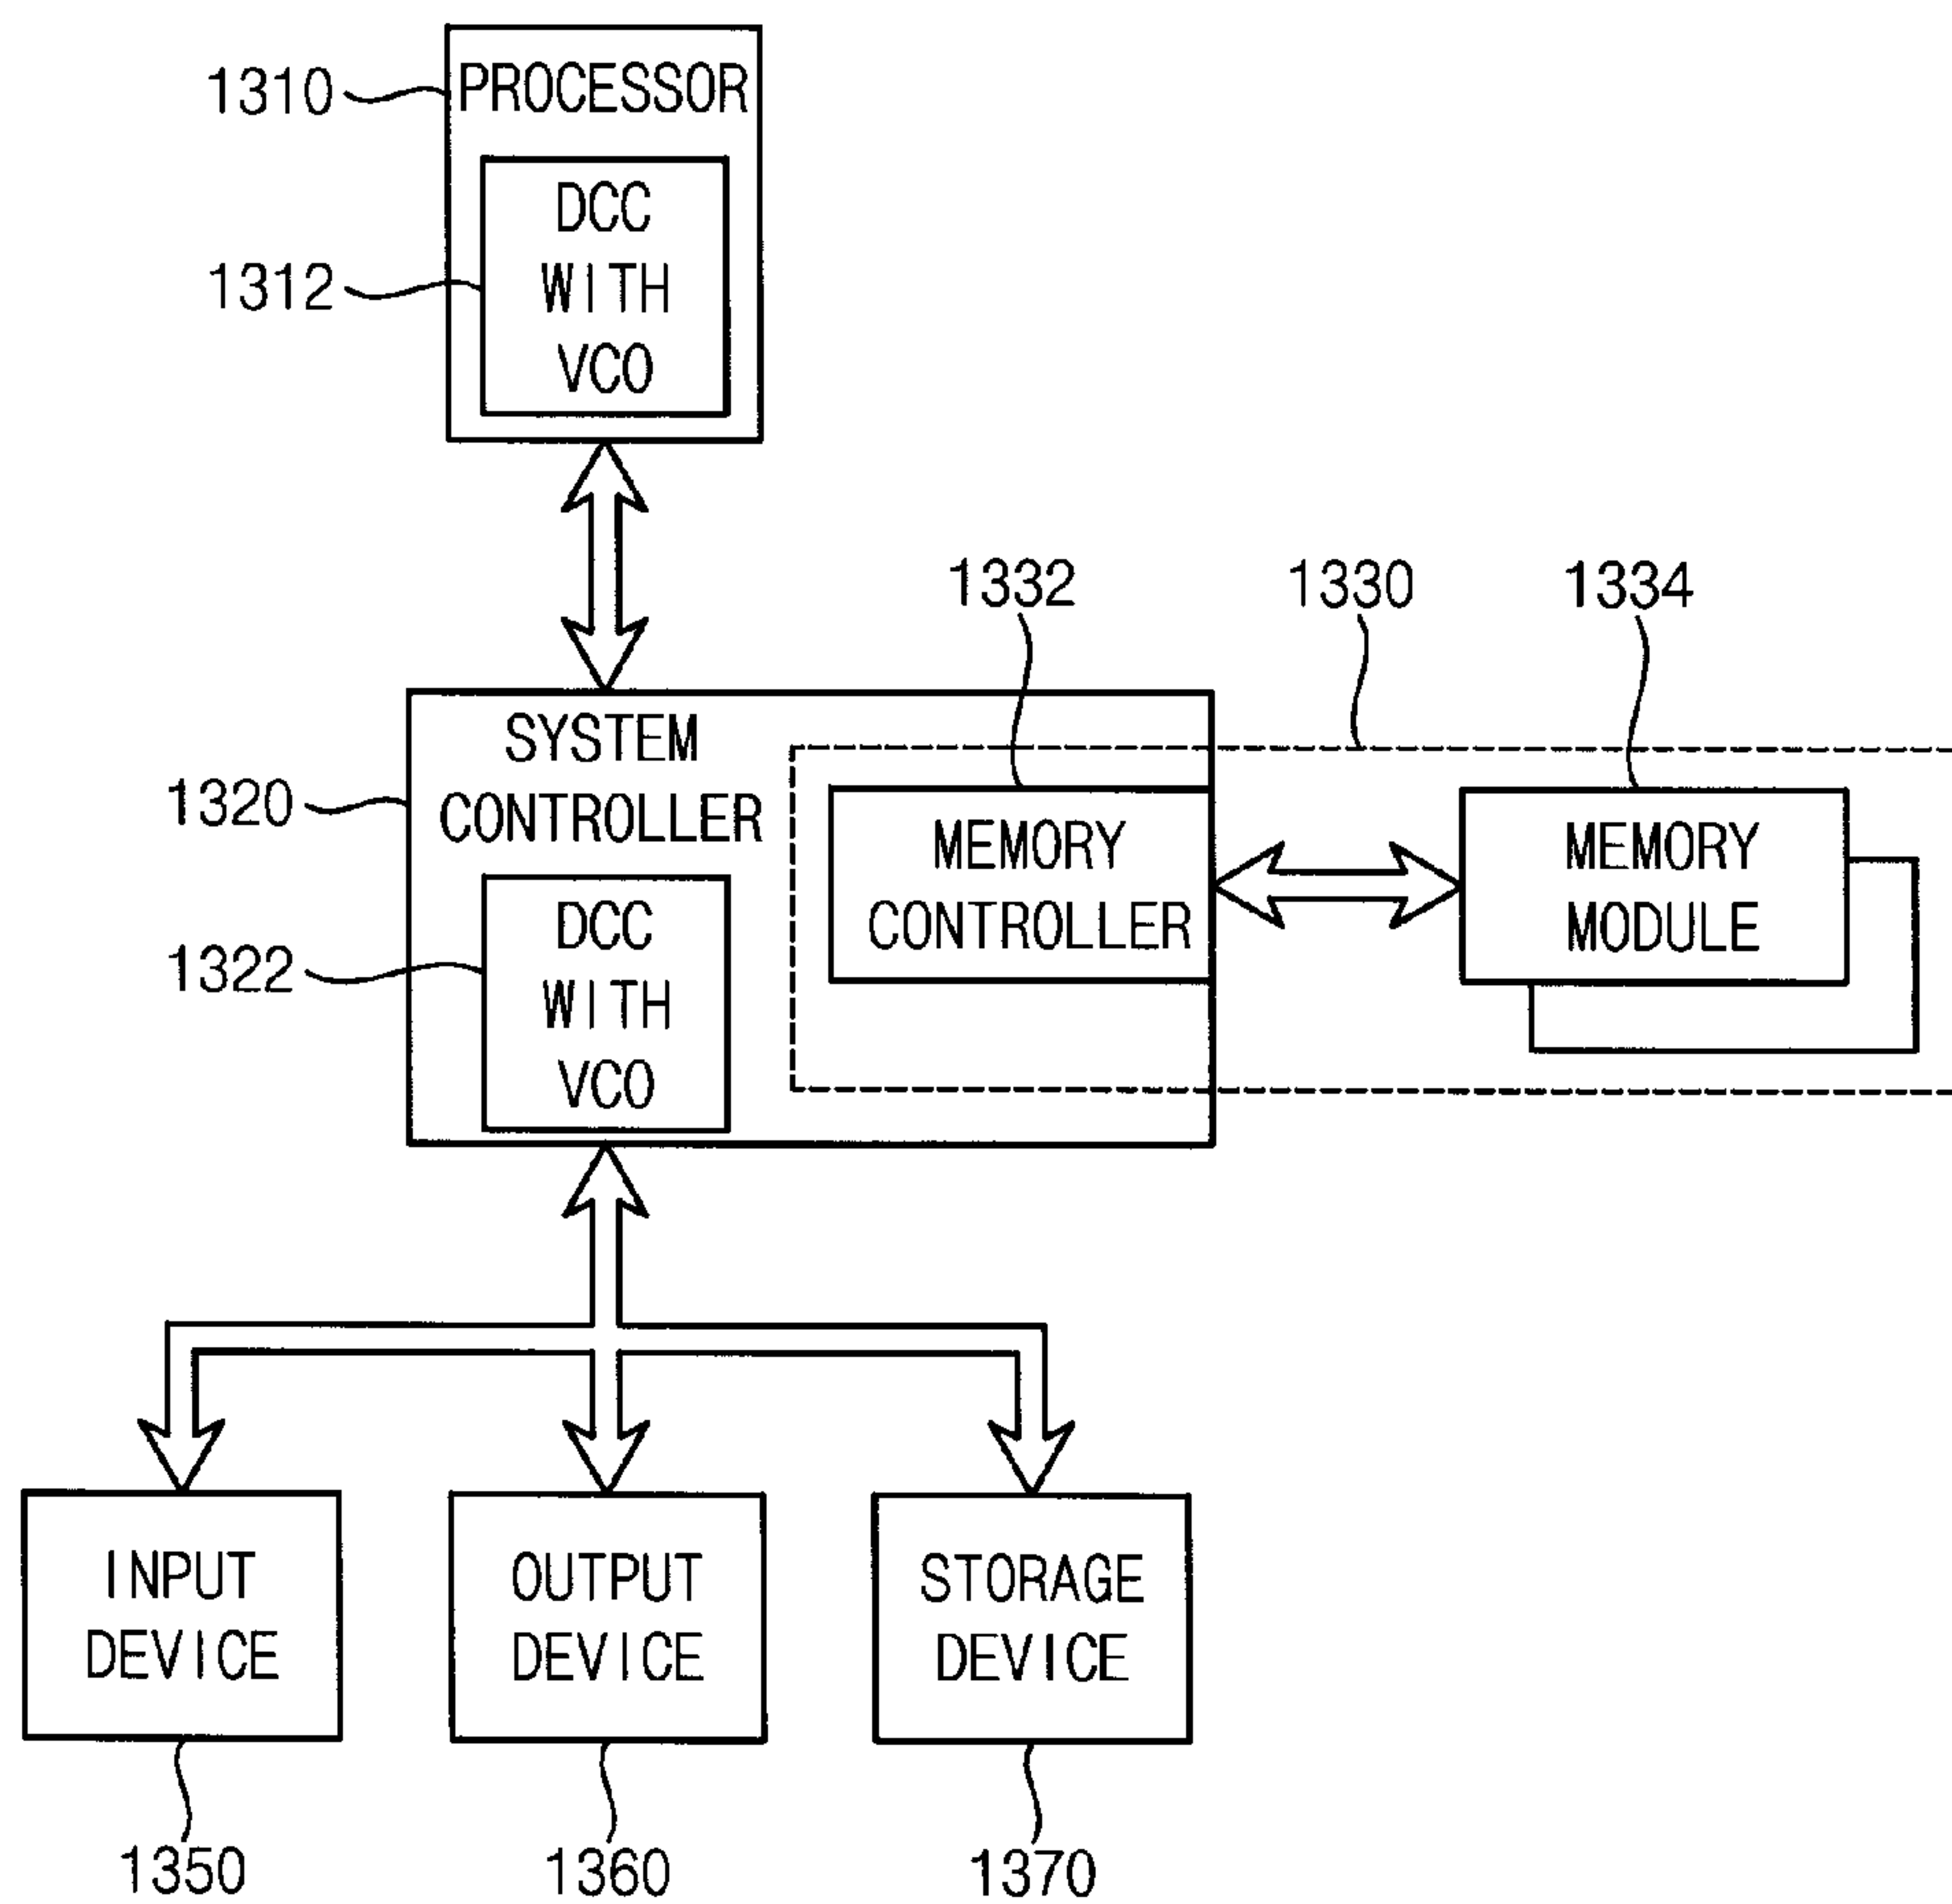 1310
PROCESSOR
1312
DCC
WITH
VCO
1332
1330
1334
1320
SYSTEM
CONTROLLER
MEMORY
CONTROLLER
MEMORY
MODULE
1322
DCC
WITH
VCO
INPUT
DEVICE
OUTPUT
DEVICE
STORAGE
DEVICE
1350
1360
1370